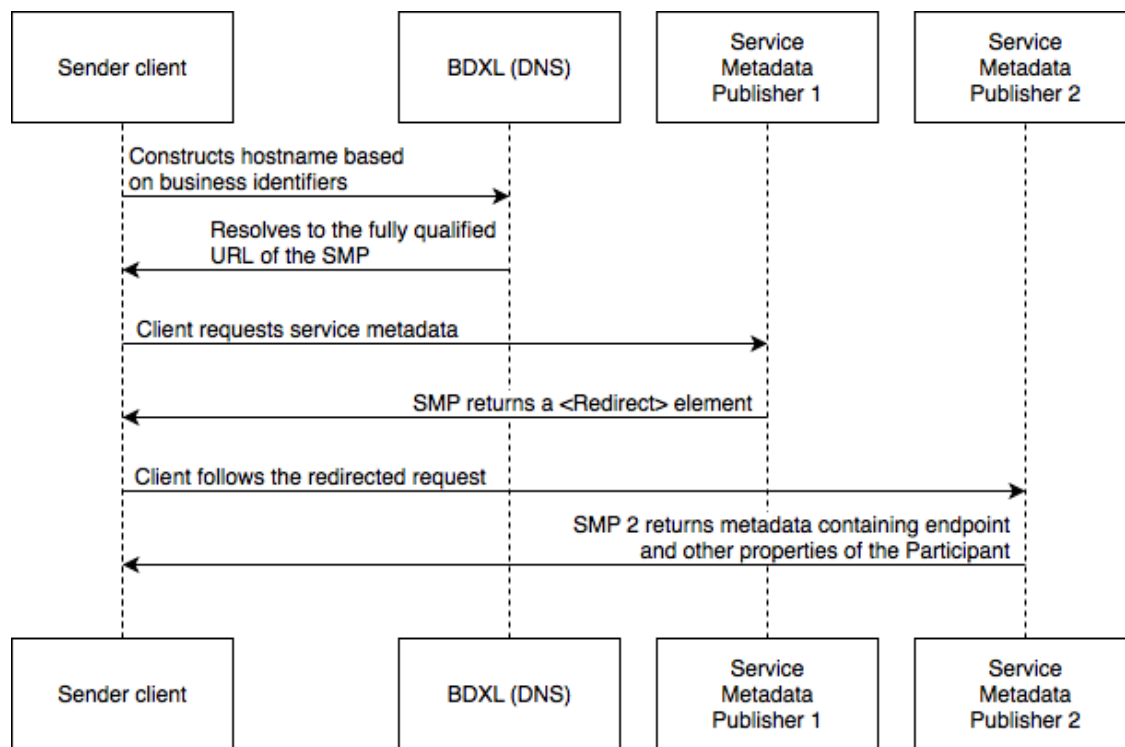 Sender client
BDXL (DNS)
Service
Metadata
Publisher 1
Service
Metadata
Publisher 2
Constructs hostname based
on business identifiers
Resolves to the fully qualified
URL of the SMP
Client requests service metadata
SMP returns a <Redirect> element
Client follows the redirected request
SMP 2 returns metadata containing endpoint
and other properties of the Participant
Sender client
BDXL (DNS)
Service
Metadata
Publisher 1
Service
Metadata
Publisher 2